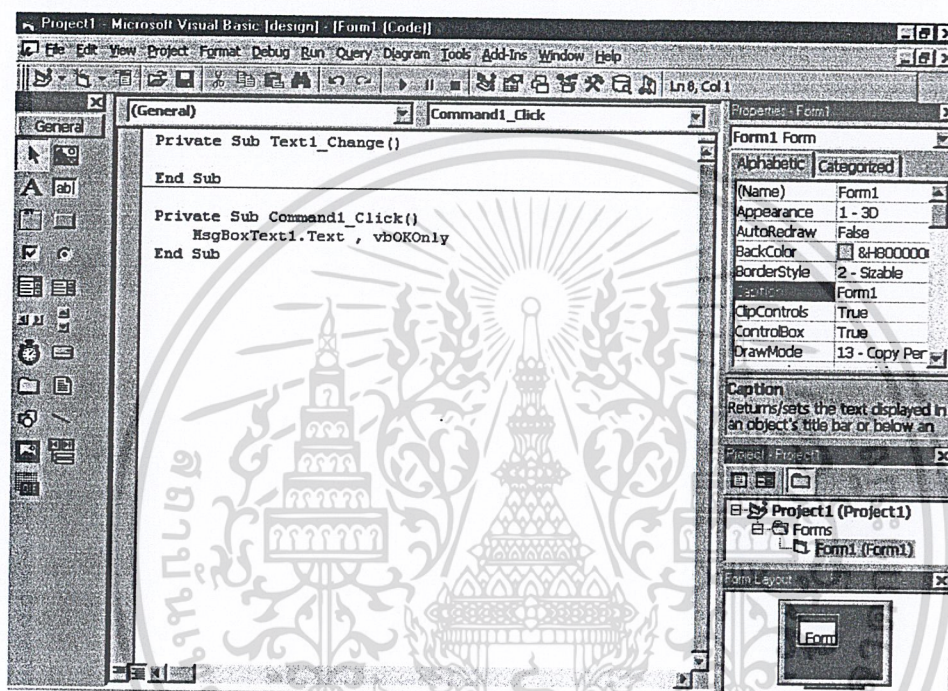 Project1 - Microsoft Visual Basic [design] - [Form1 (Code)]
File Edit View Project Format Debug Run Query Diagram Tools Add-Ins Window Help
Ln 8, Col 1
General
(General)
Command1_Click
Private Sub Text1_Change()
End Sub
Private Sub Command1_Click()
MsgBoxText1.Text , vbOKOnly
End Sub
Properties - Form1
Form1 Form
Alphabetic Categorized
(Name) Form1
Appearance 1 - 3D
AutoRedraw False
BackColor &H800000
BorderStyle 2 - Sizable
Caption Form1
ClipControls True
ControlBox True
DrawMode 13 - Copy Per
Caption
Returns/sets the text displayed in
an object's title bar or below an
Project - Project1
Project1 (Project1)
Forms
Form1 (Form1)
Form Layout
Form